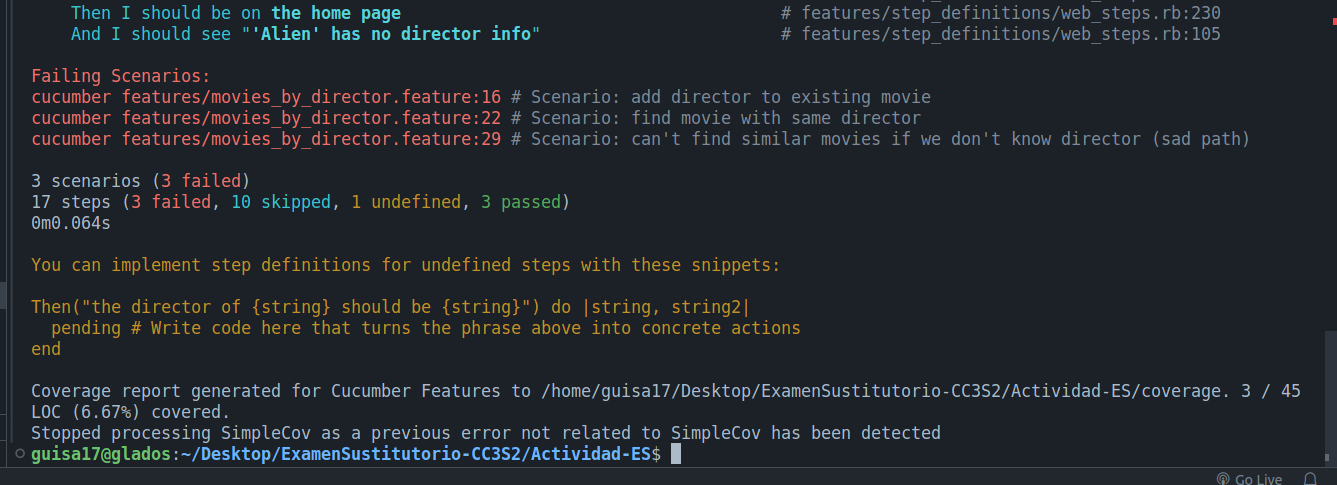 Then I should be on the home page # features/step_definitions/web_steps.rb:230
And I should see "'Alien' has no director info" # features/step_definitions/web_steps.rb:105
Failing Scenarios:
cucumber features/movies_by_director.feature:16 # Scenario: add director to existing movie
cucumber features/movies_by_director.feature:22 # Scenario: find movie with same director
cucumber features/movies_by_director.feature:29 # Scenario: can't find similar movies if we don't know director (sad path)
3 scenarios (3 failed)
17 steps (3 failed, 10 skipped, 1 undefined, 3 passed)
0m0.064s
You can implement step definitions for undefined steps with these snippets:
Then("the director of {string} should be {string}") do |string, string2|
  pending # Write code here that turns the phrase above into concrete actions
end
Coverage report generated for Cucumber Features to /home/guisa17/Desktop/ExamenSustitutorio-CC3S2/Actividad-ES/coverage. 3 / 45
LOC (6.67%) covered.
Stopped processing SimpleCov as a previous error not related to SimpleCov has been detected
guisa17@glados:~/Desktop/ExamenSustitutorio-CC3S2/Actividad-ES$
Go Live